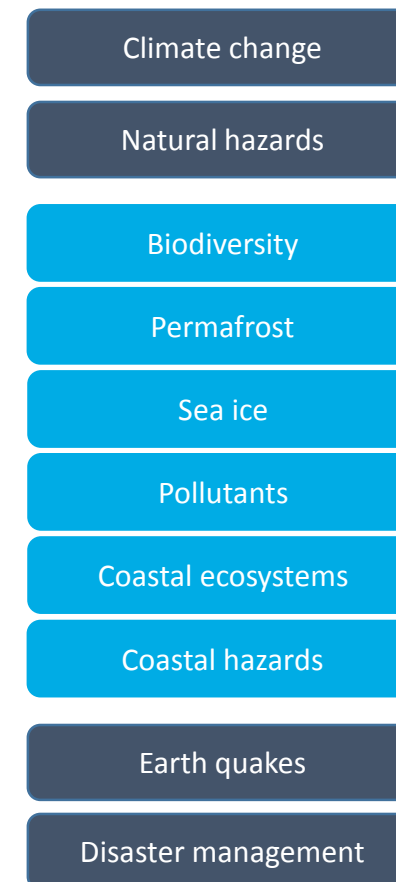 Climate change
Natural hazards
Biodiversity
Permafrost
Sea ice
Pollutants
Coastal ecosystems
Coastal hazards
Earth quakes
Disaster management